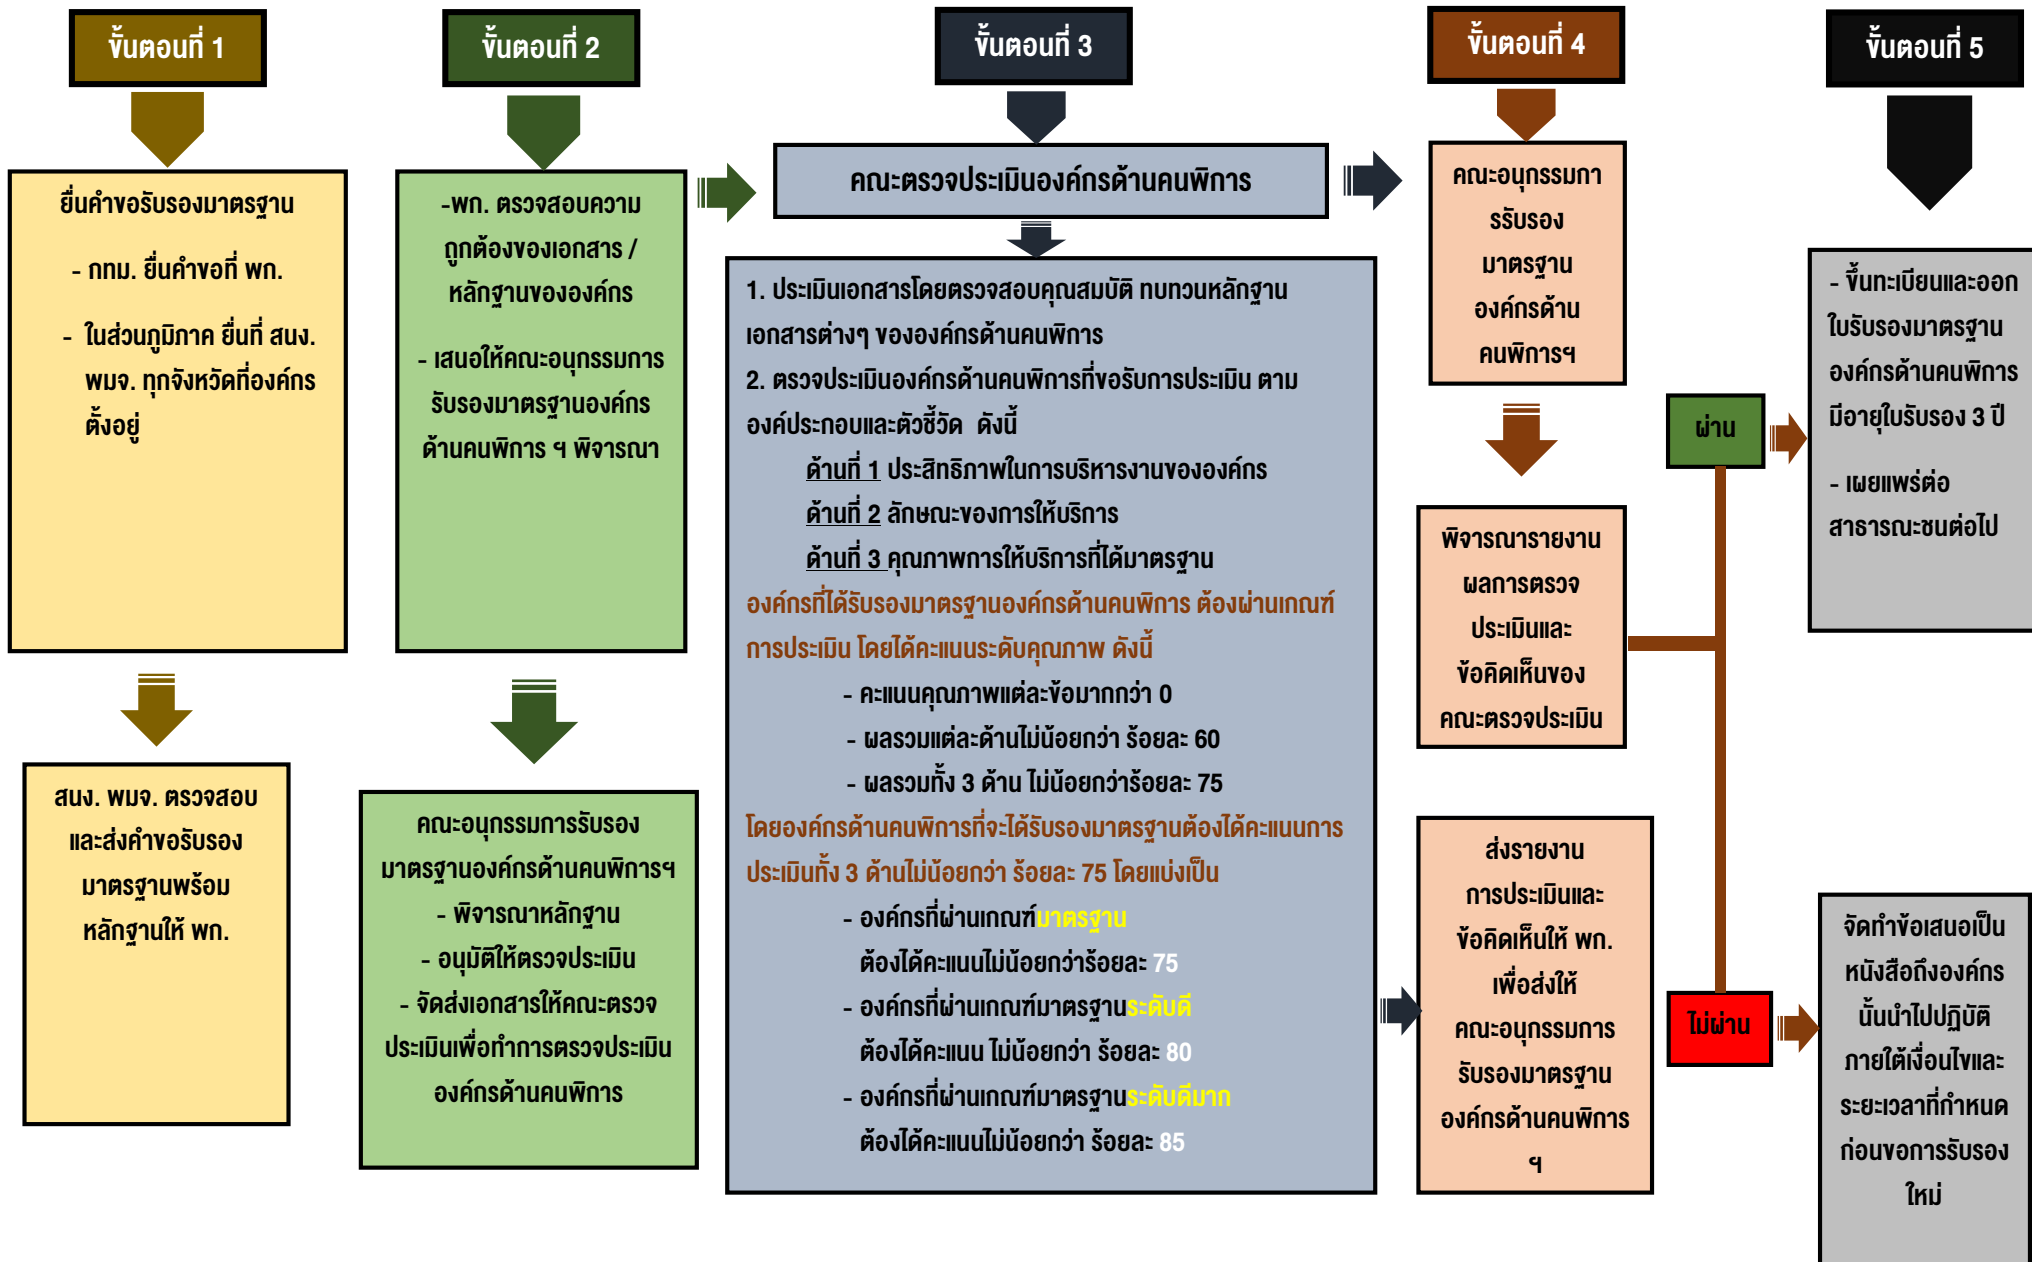 ขั้นตอนที่ 1
ยื่นคำขอรับรองมาตรฐาน
- กทม. ยื่นคำขอที่ พก.
- ในส่วนภูมิภาค ยื่นที่ สนง.
พมจ. ทุกจังหวัดที่องค์กร
ตั้งอยู่
สนง. พมจ. ตรวจสอบ
และส่งคำขอรับรอง
มาตรฐานพร้อม
หลักฐานให้ พก.
ขั้นตอนที่ 2
-พก. ตรวจสอบความ
ถูกต้องของเอกสาร /
หลักฐานขององค์กร
- เสนอให้คณะอนุกรรมการ
รับรองมาตรฐานองค์กร
ด้านคนพิการ ฯ พิจารณา
คณะอนุกรรมการรับรอง
มาตรฐานองค์กรด้านคนพิการฯ
- พิจารณาหลักฐาน
- อนุมัติให้ตรวจประเมิน
- จัดส่งเอกสารให้คณะตรวจ
ประเมินเพื่อทำการตรวจประเมิน
องค์กรด้านคนพิการ
ขั้นตอนที่ 3
คณะตรวจประเมินองค์กรด้านคนพิการ
1. ประเมินเอกสารโดยตรวจสอบคุณสมบัติ ทบทวนหลักฐาน
เอกสารต่างๆ ขององค์กรด้านคนพิการ
2. ตรวจประเมินองค์กรด้านคนพิการที่ขอรับการประเมิน ตาม
องค์ประกอบและตัวชี้วัด ดังนี้
ด้านที่ 1 ประสิทธิภาพในการบริหารงานขององค์กร
ด้านที่ 2 ลักษณะของการให้บริการ
ด้านที่ 3 คุณภาพการให้บริการที่ได้มาตรฐาน
องค์กรที่ได้รับรองมาตรฐานองค์กรด้านคนพิการ ต้องผ่านเกณฑ์
การประเมิน โดยได้คะแนนระดับคุณภาพ ดังนี้
- คะแนนคุณภาพแต่ละข้อมากกว่า 0
- ผลรวมแต่ละด้านไม่น้อยกว่า ร้อยละ 60
- ผลรวมทั้ง 3 ด้าน ไม่น้อยกว่าร้อยละ 75
โดยองค์กรด้านคนพิการที่จะได้รับรองมาตรฐานต้องได้คะแนนการ
ประเมินทั้ง 3 ด้านไม่น้อยกว่า ร้อยละ 75 โดยแบ่งเป็น
- องค์กรที่ผ่านเกณฑ์มาตรฐาน
ต้องได้คะแนนไม่น้อยกว่าร้อยละ 75
- องค์กรที่ผ่านเกณฑ์มาตรฐานระดับดี
ต้องได้คะแนน ไม่น้อยกว่า ร้อยละ 80
- องค์กรที่ผ่านเกณฑ์มาตรฐานระดับดีมาก
ต้องได้คะแนนไม่น้อยกว่า ร้อยละ 85
ขั้นตอนที่ 4
คณะอนุกรรมกา
รรับรอง
มาตรฐาน
องค์กรด้าน
คนพิการฯ
พิจารณารายงาน
ผลการตรวจ
ประเมินและ
ข้อคิดเห็นของ
คณะตรวจประเมิน
ส่งรายงาน
การประเมินและ
ข้อคิดเห็นให้ พก.
เพื่อส่งให้
คณะอนุกรรมการ
รับรองมาตรฐาน
องค์กรด้านคนพิการ
ฯ
ผ่าน
ไม่ผ่าน
ขั้นตอนที่ 5
- ขึ้นทะเบียนและออก
ใบรับรองมาตรฐาน
องค์กรด้านคนพิการ
มีอายุใบรับรอง 3 ปี
- เผยแพร่ต่อ
สาธารณะชนต่อไป
จัดทำข้อเสนอเป็น
หนังสือถึงองค์กร
นั้นนำไปปฏิบัติ
ภายใต้เงื่อนไขและ
ระยะเวลาที่กำหนด
ก่อนขอการรับรอง
ใหม่